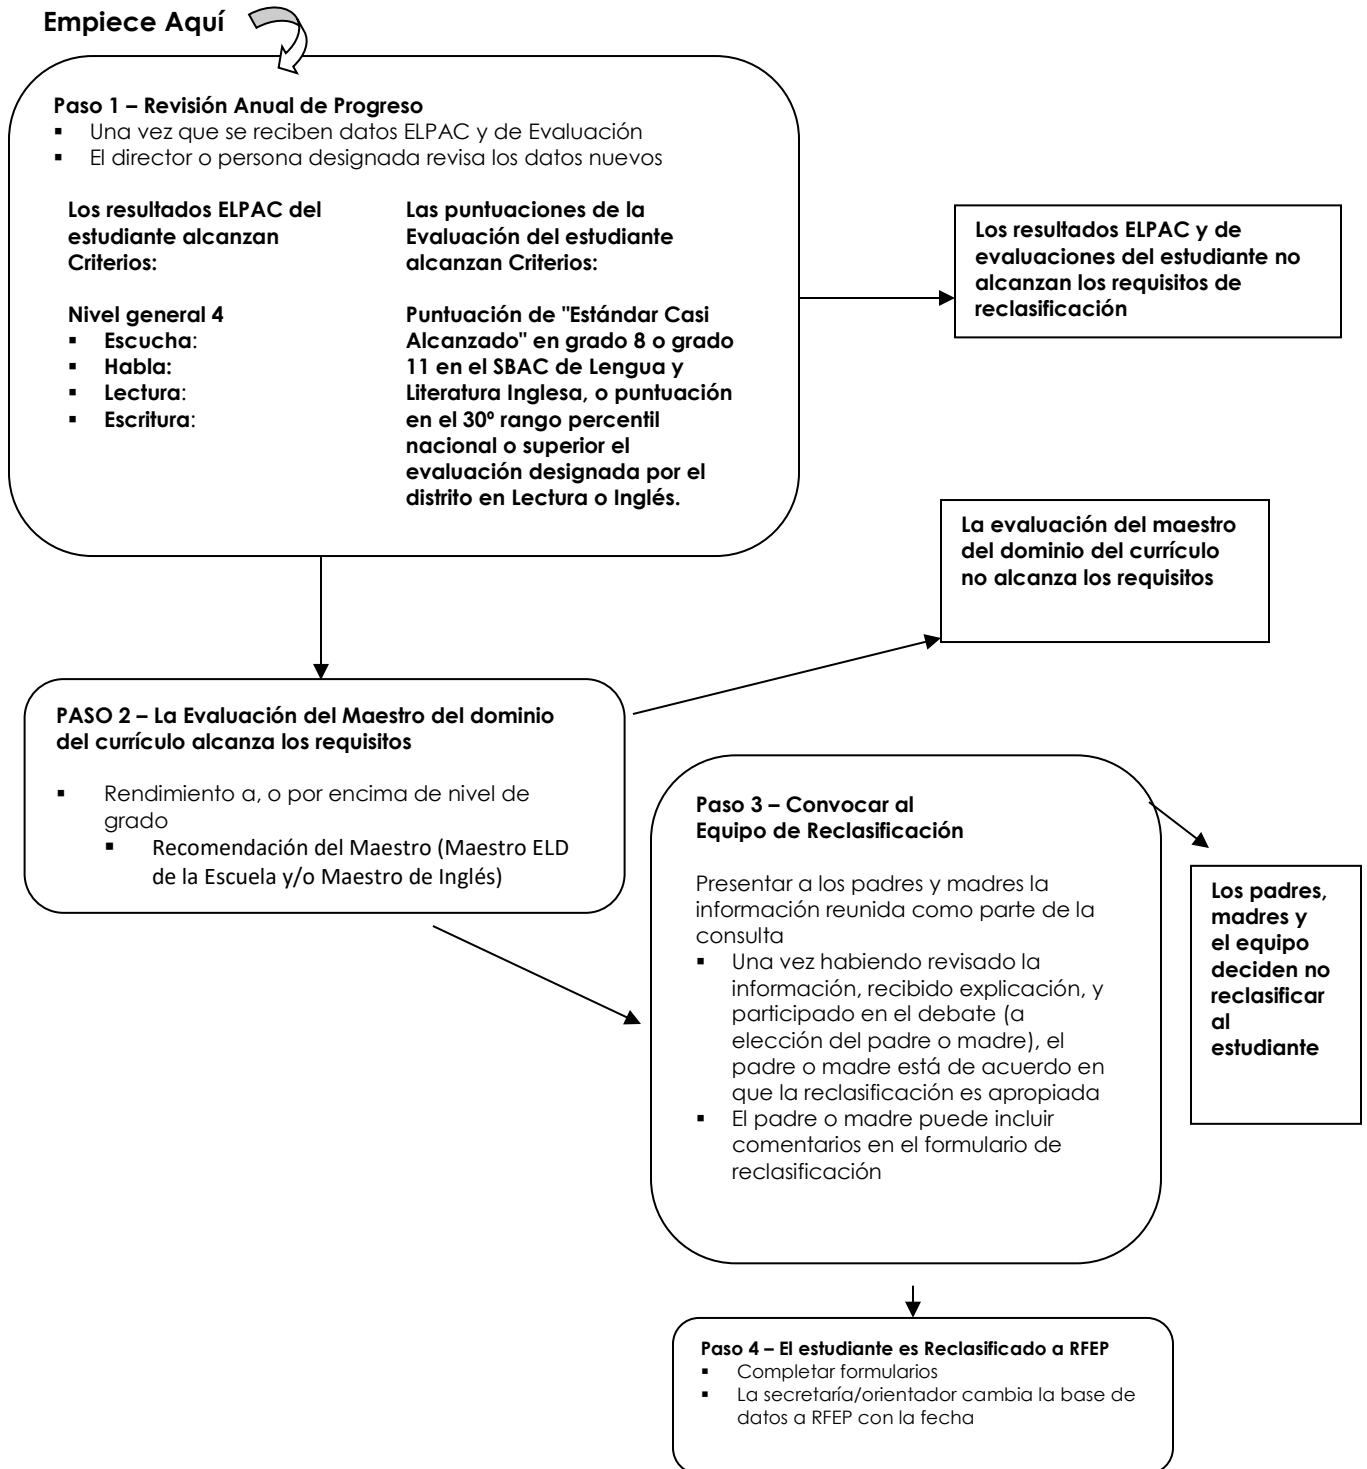 Empiece Aquí
Paso 1 – Revisión Anual de Progreso
▪ Una vez que se reciben datos ELPAC y de Evaluación
▪ El director o persona designada revisa los datos nuevos
Los resultados ELPAC del
estudiante alcanzan
Criterios:
Nivel general 4
▪ Escucha:
▪ Habla:
▪ Lectura:
▪ Escritura:
Las puntuaciones de la
Evaluación del estudiante
alcanzan Criterios:
Puntuación de "Estándar Casi
Alcanzado" en grado 8 o grado
11 en el SBAC de Lengua y
Literatura Inglesa, o puntuación
en el 30º rango percentil
nacional o superior el
evaluación designada por el
distrito en Lectura o Inglés.
Los resultados ELPAC y de
evaluaciones del estudiante no
alcanzan los requisitos de
reclasificación
La evaluación del maestro
del dominio del currículo
no alcanza los requisitos
PASO 2 – La Evaluación del Maestro del dominio
del currículo alcanza los requisitos
▪ Rendimiento a, o por encima de nivel de
grado
▪ Recomendación del Maestro (Maestro ELD
de la Escuela y/o Maestro de Inglés)
Paso 3 – Convocar al
Equipo de Reclasificación
Presentar a los padres y madres la
información reunida como parte de la
consulta
▪ Una vez habiendo revisado la
información, recibido explicación, y
participado en el debate (a
elección del padre o madre), el
padre o madre está de acuerdo en
que la reclasificación es apropiada
▪ El padre o madre puede incluir
comentarios en el formulario de
reclasificación
Los padres,
madres y
el equipo
deciden no
reclasificar
al
estudiante
Paso 4 – El estudiante es Reclasificado a RFEP
▪ Completar formularios
▪ La secretaría/orientador cambia la base de
datos a RFEP con la fecha